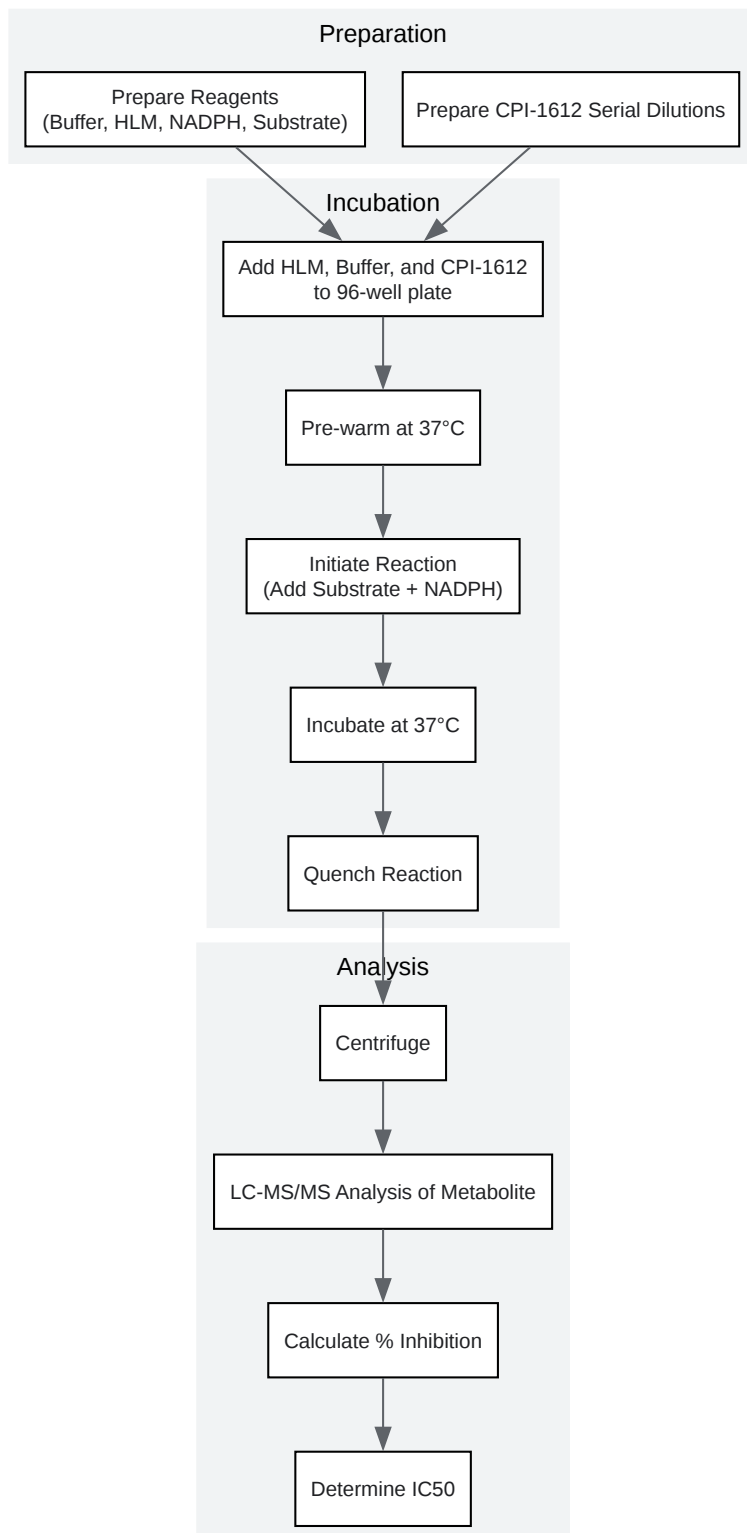 Preparation
Prepare Reagents
(Buffer, HLM, NADPH, Substrate)
Prepare CPI-1612 Serial Dilutions
Incubation
Add HLM, Buffer, and CPI-1612
to 96-well plate
Pre-warm at 37°C
Initiate Reaction
(Add Substrate + NADPH)
Incubate at 37°C
Quench Reaction
Analysis
Centrifuge
LC-MS/MS Analysis of Metabolite
Calculate % Inhibition
Determine IC50